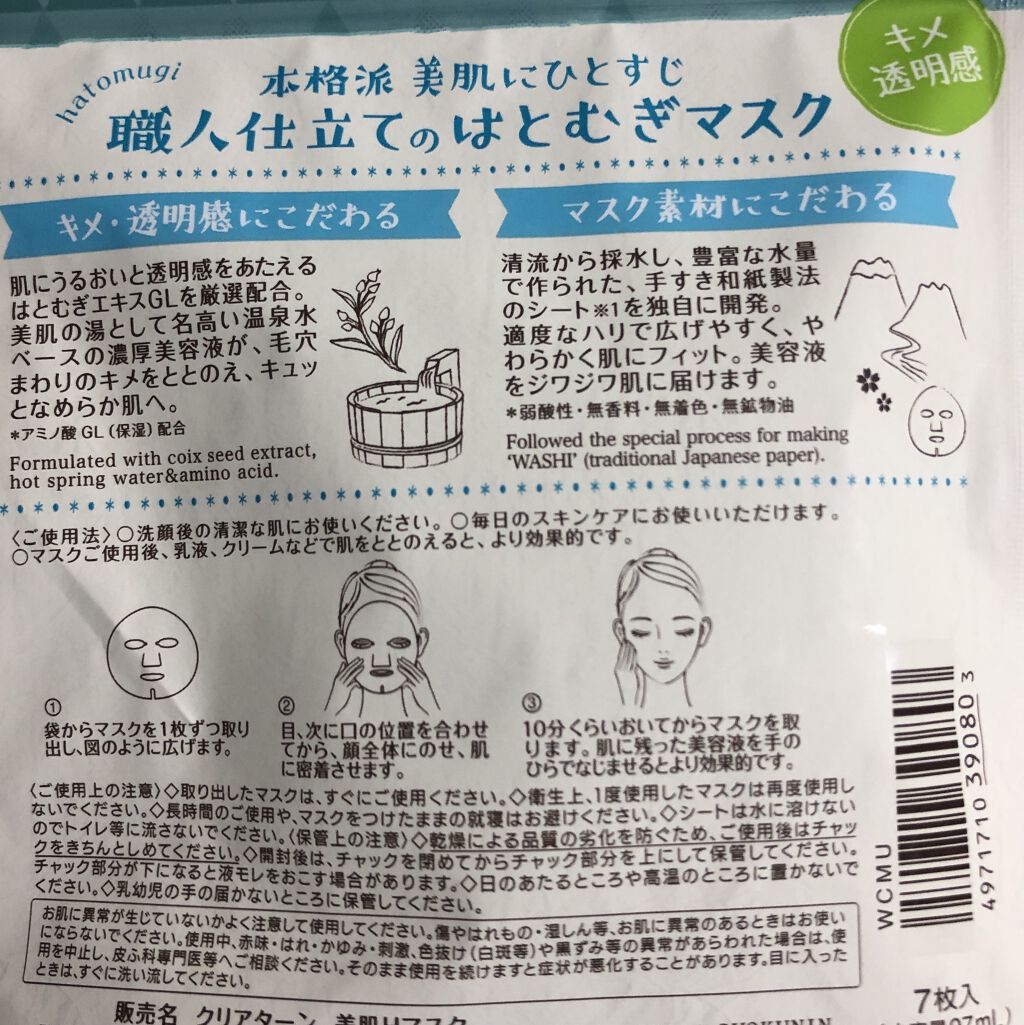 hatomugi
本格派 美肌にひとすじ
職人仕立てのはとむぎマスク
キメ
透明感
キメ・透明感にこだわる
肌にうるおいと透明感をあたえる
はとむぎエキスGLを厳選配合。
美肌の湯として名高い温泉水
ベースの濃厚美容液が、毛穴
まわりのキメをととのえ、キュッ
となめらか肌へ。
*アミノ酸GL(保湿)配合
Formulated with coix seed extract,
hot spring water&amino acid.
マスク素材にこだわる
清流から採水し、豊富な水量
で作られた、手すき和紙製法
のシート※1を独自に開発。
適度なハリで広げやすく、や
わらかく肌にフィット。美容液
をジワジワ肌に届けます。
*弱酸性・無香料・無着色・無鉱物油
Followed the special process for making
'WASHI' (traditional Japanese paper).
〈ご使用法〉○洗顔後の清潔な肌にお使いください。○毎日のスキンケアにお使いいただけます。
○マスクご使用後、乳液、クリームなどで肌をととのえると、より効果的です。
①
袋からマスクを1枚ずつ取り
出し、図のように広げます。
②
目、次に口の位置を合わせ
てから、顔全体にのせ、肌
に密着させます。
③
10分くらいおいてからマスクを取
ります。肌に残った美容液を手の
ひらでなじませるとより効果的です。
〈ご使用上の注意〉◇取り出したマスクは、すぐにご使用ください。◇衛生上、1度使用したマスクは再度使用し
ないでください。◇長時間のご使用や、マスクをつけたままの就寝はお避けください。◇シートは水に溶けない
のでトイレ等に流さないでください。〈保管上の注意〉◇乾燥による品質の劣化を防ぐため、ご使用後はチャッ
クをきちんとしめてください。◇開封後は、チャックを閉めてからチャック部分を上にして保管してください。
チャック部分が下になると液モレをおこす場合があります。◇日のあたるところや高温のところに置かないで
ください。◇乳幼児の手の届かないところに保管してください。
お肌に異常が生じていないかよく注意して使用してください。傷やはれもの・湿しん等、お肌に異常のあるときはお使い
にならないでください。使用中、赤味・はれ・かゆみ・刺激、色抜け(白斑等)や黒ずみ等の異常があらわれた場合は、使
用を中止し、皮ふ科専門医等へご相談ください。そのまま使用を続けますと症状が悪化することがあります。目に入った
ときは、すぐに洗い流してください。
WCMU
4971710 39080 3
7枚入
販売名 クリアターン 美肌リマスク